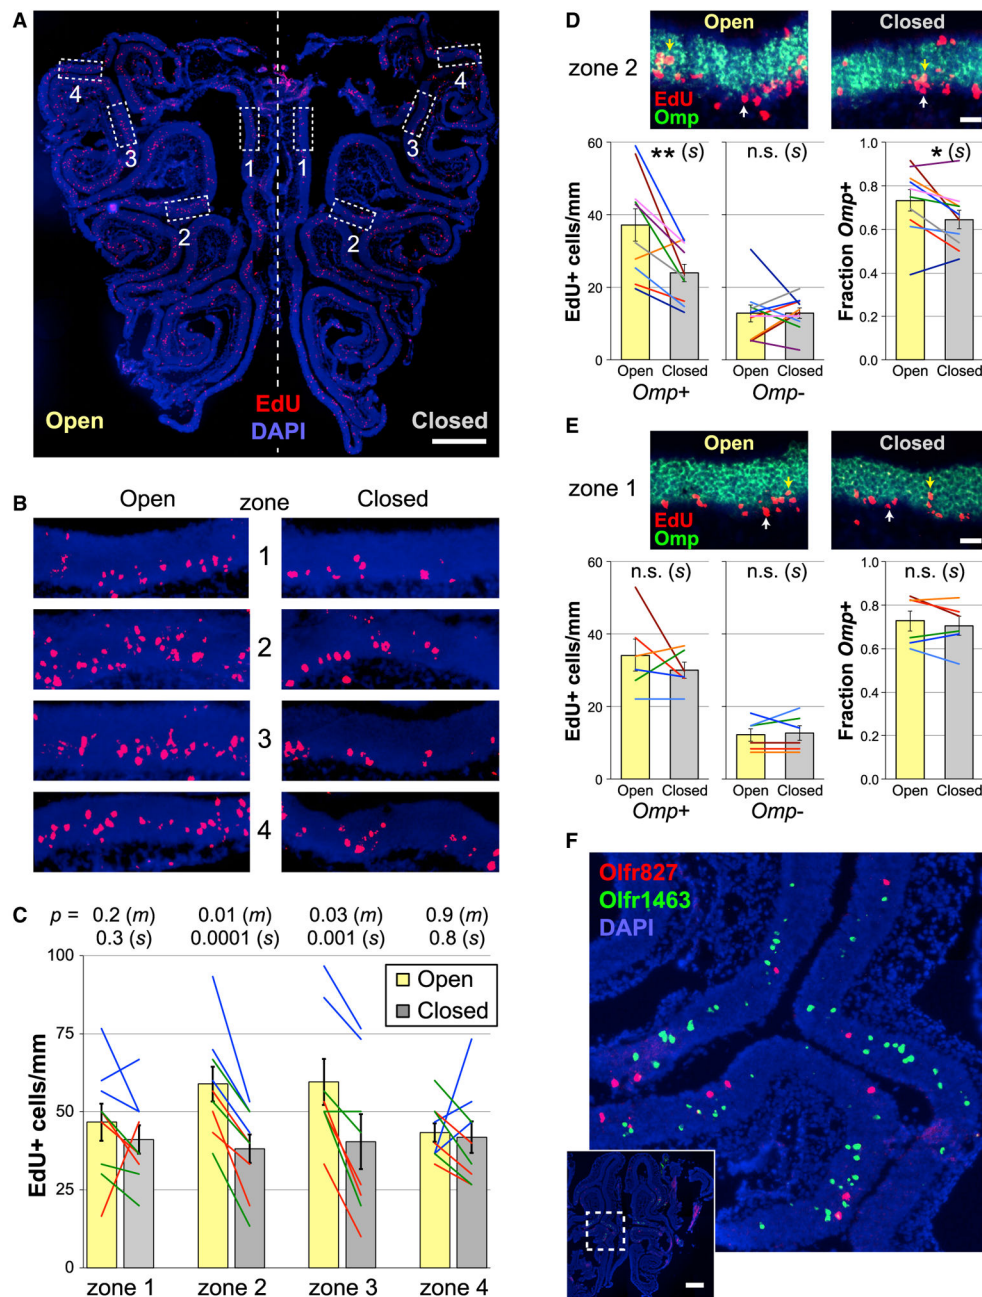 A
4
4
3
3
1
1
2
2
EdU
DAPI
Open
Closed
B
Open
zone
Closed
1
2
3
4
C
p = 0.2 (m) 0.01 (m) 0.03 (m) 0.9 (m)
0.3 (s) 0.0001 (s) 0.001 (s) 0.8 (s)
EdU+ cells/mm
100
75
50
25
0
Open
Closed
zone 1 zone 2 zone 3 zone 4
D
Open
Closed
zone 2
EdU
Omp
EdU+ cells/mm
60
40
20
0
** (s)
n.s. (s)
Open Closed
Omp+
Open Closed
Omp-
Fraction Omp+
1.0
0.8
0.6
0.4
0.2
0.0
* (s)
Open Closed
E
Open
Closed
zone 1
EdU
Omp
EdU+ cells/mm
60
40
20
0
n.s. (s)
n.s. (s)
Open Closed
Omp+
Open Closed
Omp-
Fraction Omp+
1.0
0.8
0.6
0.4
0.2
0.0
n.s. (s)
Open Closed
F
Olfr827
Olfr1463
DAPI